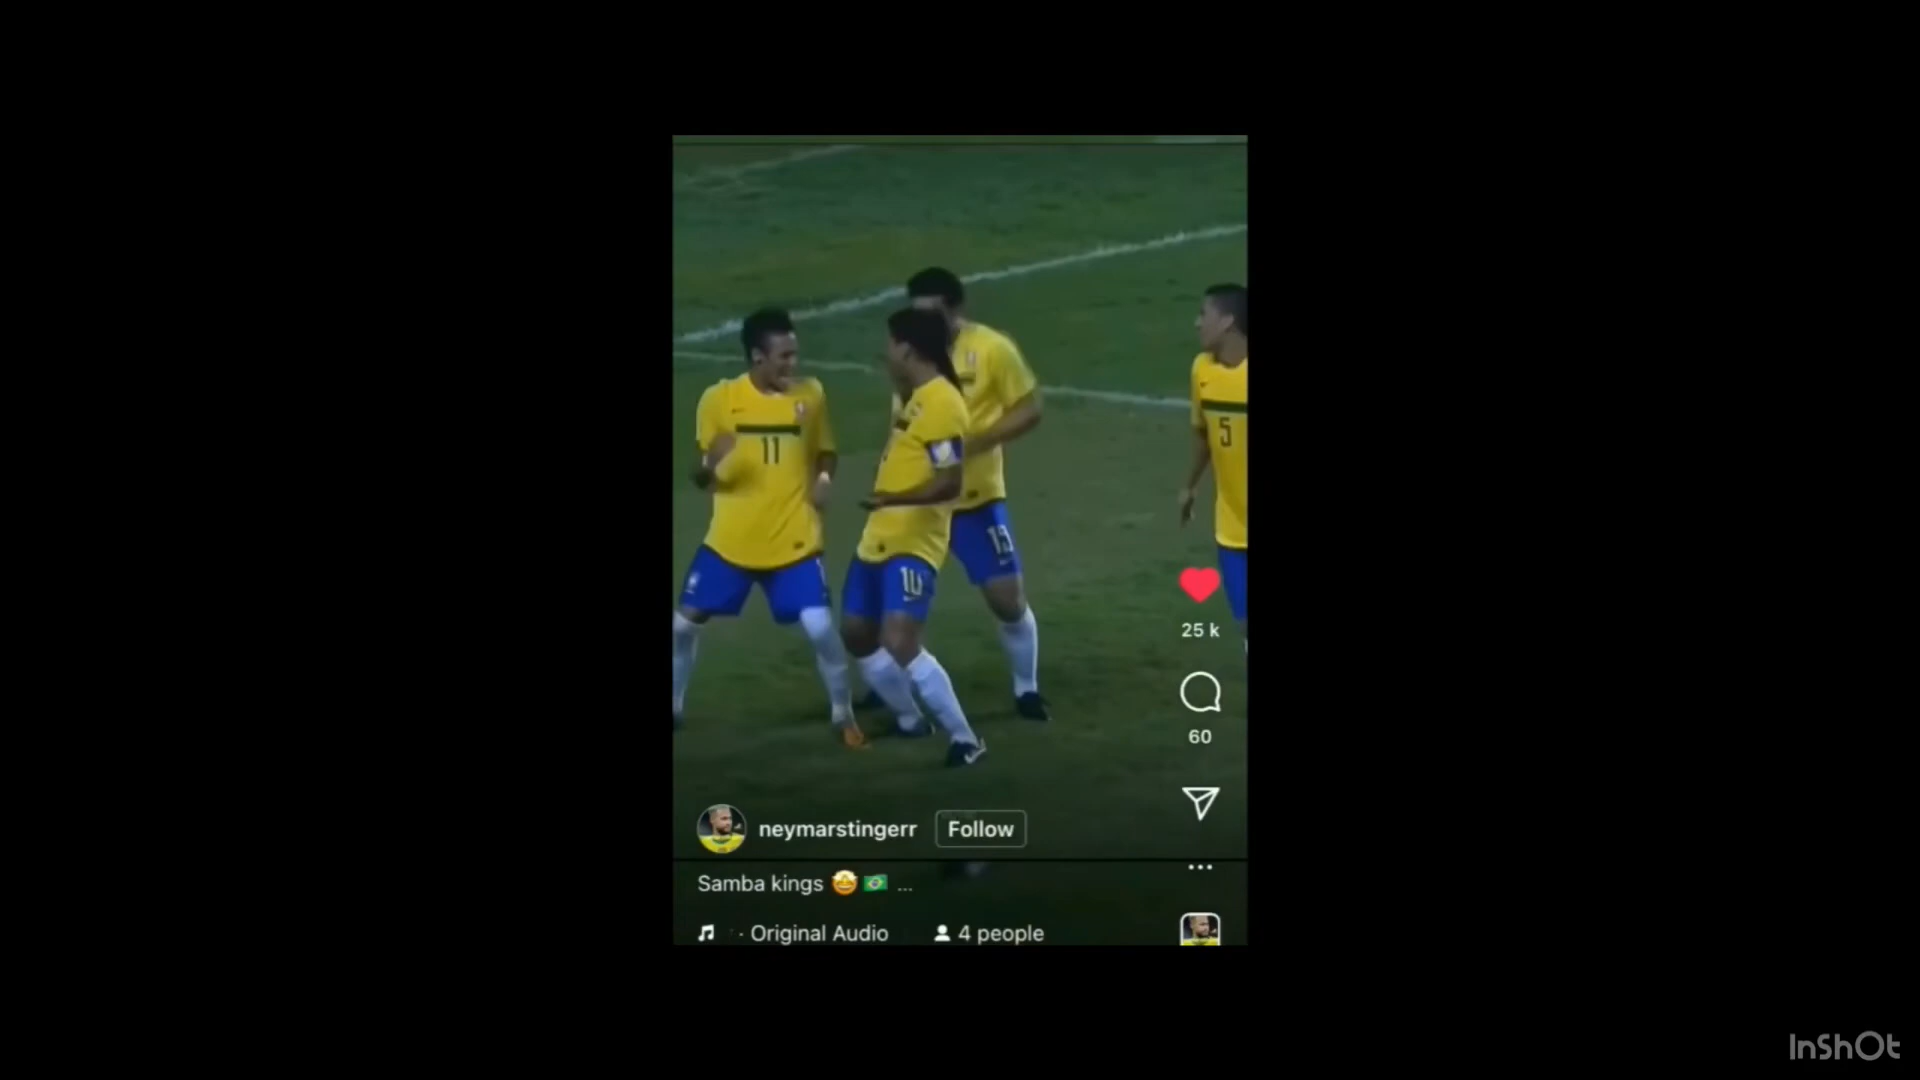 11
10
13
5
25 k
60
neymarstingerr
Follow
Samba kings 🤩🇧🇷 ...
· Original Audio
4 people
InShOt